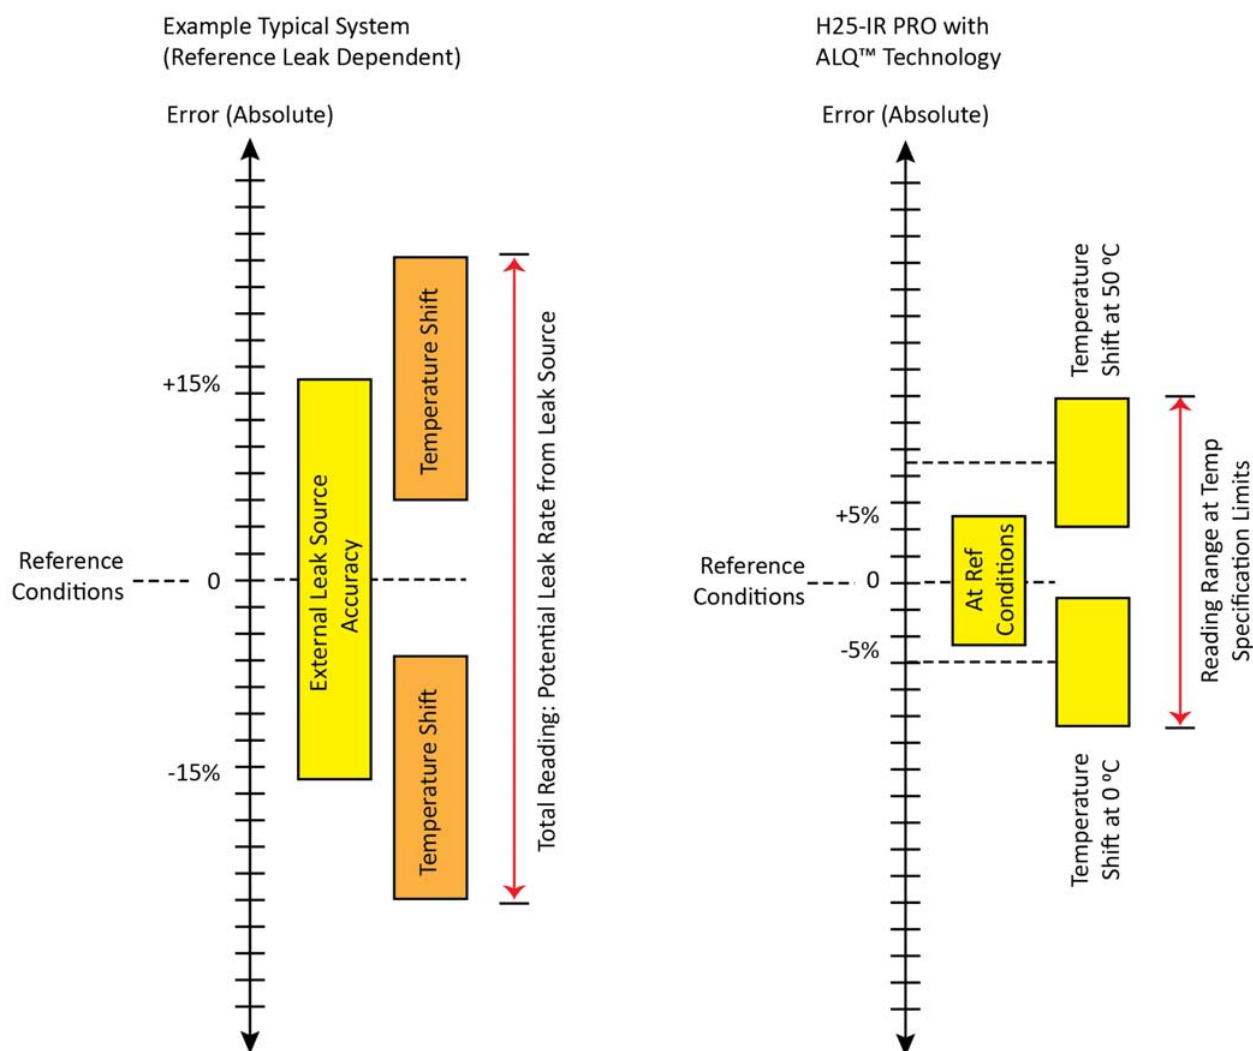 Example Typical System
(Reference Leak Dependent)
Error (Absolute)
+15%
Reference
Conditions
0
-15%
External Leak Source
Accuracy
Temperature Shift
Temperature Shift
Total Reading: Potential Leak Rate from Leak Source
H25-IR PRO with
ALQ™ Technology
Error (Absolute)
+5%
Reference
Conditions
0
-5%
At Ref
Conditions
Temperature
Shift at 50 ºC
Temperature
Shift at 0 ºC
Reading Range at Temp
Specification Limits